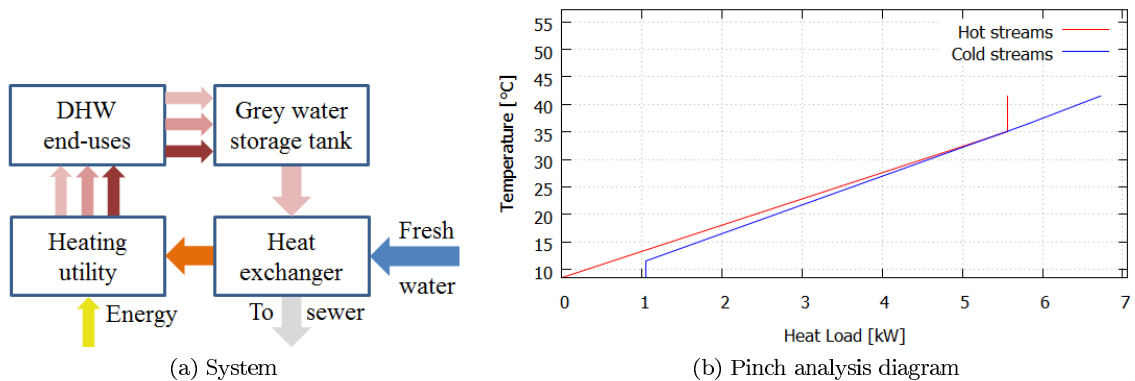 DHW
end-uses
Grey water
storage tank
Heating
utility
Heat
exchanger
Fresh
water
Energy
To sewer
(a) System
Temperature [°C]
55
50
45
40
35
30
25
20
15
10
Hot streams
Cold streams
0 1 2 3 4 5 6 7
Heat Load [kW]
(b) Pinch analysis diagram